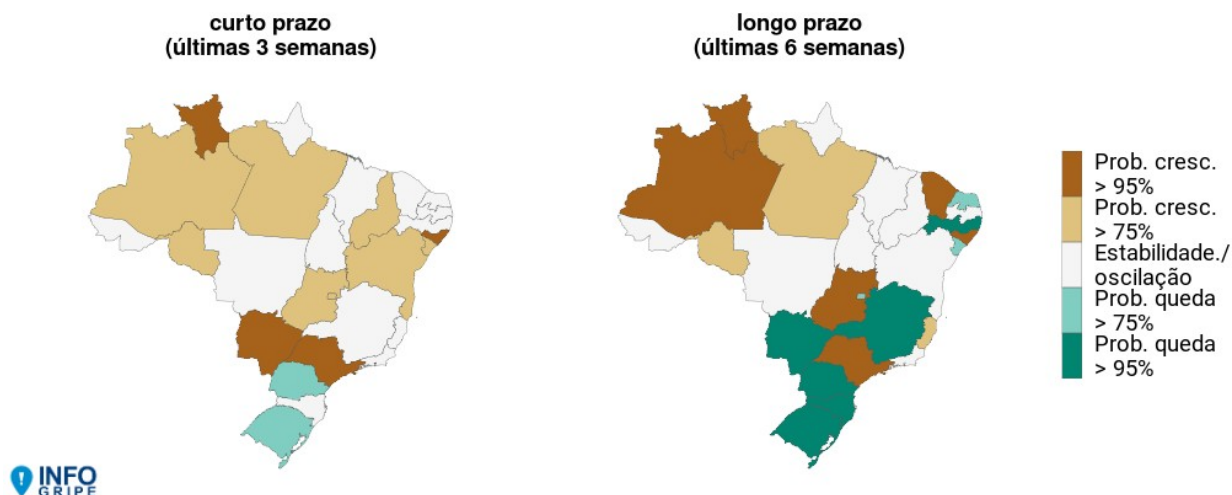 curto prazo
(últimas 3 semanas)
longo prazo
(últimas 6 semanas)
Prob. cresc.
> 95%
Prob. cresc.
> 75%
Estabilidade./
oscilação
Prob. queda
> 75%
Prob. queda
> 95%
INFO
GRIPE